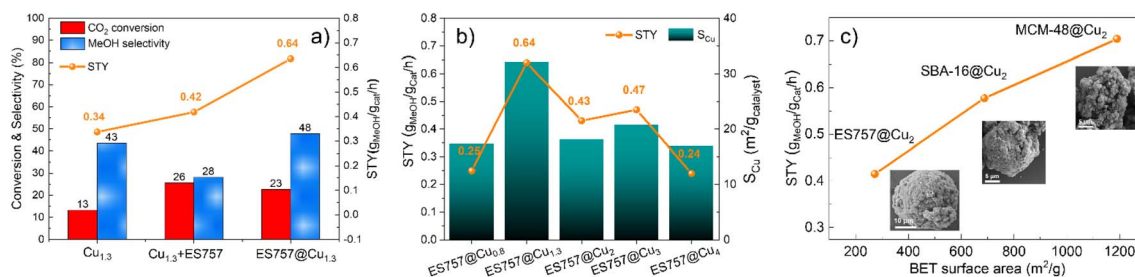 a)
CO₂ conversion
MeOH selectivity
STY
Conversion & Selectivity (%)
100
90
80
70
60
50
40
30
20
10
0
0.34
0.42
0.64
43
13
26
28
23
48
0.8
0.7
0.6
0.5
0.4
0.3
0.2
0.1
0.0
-0.1
STY(gMeOH/gcat/h)
Cu₁.₃
Cu₁.₃+ES757
ES757@Cu₁.₃
b)
STY
SCu
STY (gMeOH/gCat/h)
0.8
0.7
0.6
0.5
0.4
0.3
0.2
0.1
0.0
0.25
0.64
0.43
0.47
0.24
40
30
20
10
0
SCu (m²/gcatalyst)
ES757@Cu₀.₈
ES757@Cu₁.₃
ES757@Cu₂
ES757@Cu₃
ES757@Cu₄
c)
STY (gMeOH/gCat/h)
0.7
0.6
0.5
0.4
0.3
MCM-48@Cu₂
SBA-16@Cu₂
ES757@Cu₂
5 µm
5 µm
10 µm
200
400
600
800
1000
1200
BET surface area (m²/g)